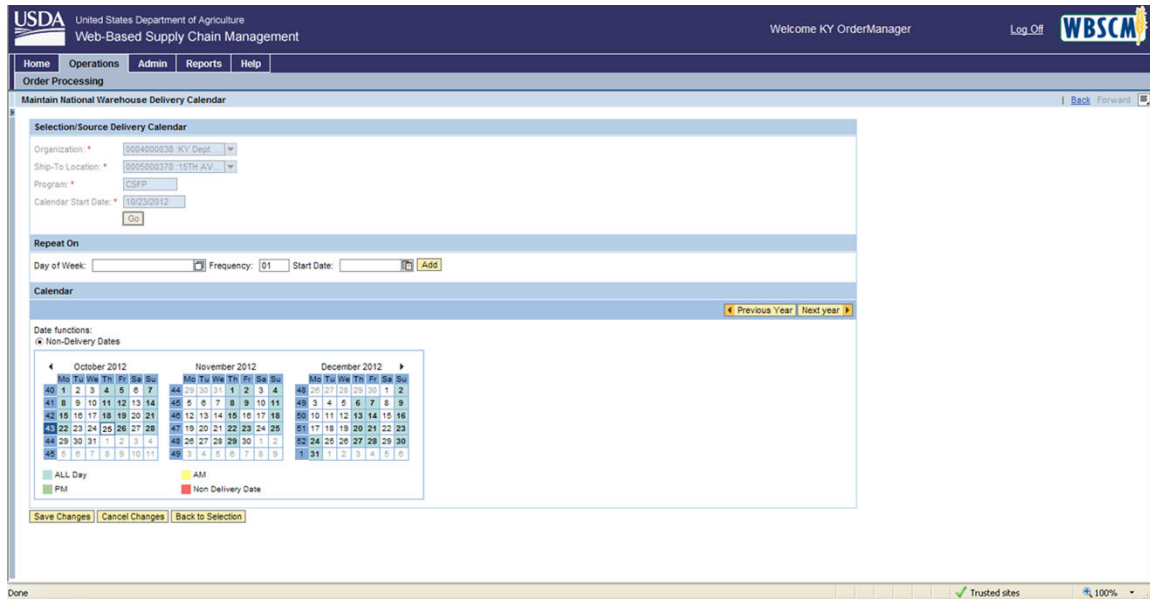 USDA United States Department of Agriculture
Web-Based Supply Chain Management
Welcome KY OrderManager
Log Off
WBSCM
Home Operations Admin Reports Help
Order Processing
Maintain National Warehouse Delivery Calendar
Back Forward
Selection/Source Delivery Calendar
Organization: * 0004000038 :KY Dept. ...
Ship-To Location: * 0005000378 :15TH AV...
Program: * CSFP
Calendar Start Date: * 10/23/2012
Go
Repeat On
Day of Week: Frequency: 01 Start Date: Add
Calendar
Previous Year Next year
Date functions:
Non-Delivery Dates
October 2012 November 2012 December 2012
Mo Tu We Th Fr Sa Su Mo Tu We Th Fr Sa Su Mo Tu We Th Fr Sa Su
40 1 2 3 4 5 6 7 44 29 30 31 1 2 3 4 48 26 27 28 29 30 1 2
41 8 9 10 11 12 13 14 45 5 6 7 8 9 10 11 49 3 4 5 6 7 8 9
42 15 16 17 18 19 20 21 46 12 13 14 15 16 17 18 50 10 11 12 13 14 15 16
43 22 23 24 25 26 27 28 47 19 20 21 22 23 24 25 51 17 18 19 20 21 22 23
44 29 30 31 1 2 3 4 48 26 27 28 29 30 1 2 52 24 25 26 27 28 29 30
45 5 6 7 8 9 10 11 49 3 4 5 6 7 8 9 1 31 1 2 3 4 5 6
ALL Day AM
PM Non Delivery Date
Save Changes Cancel Changes Back to Selection
Done Trusted sites 100%